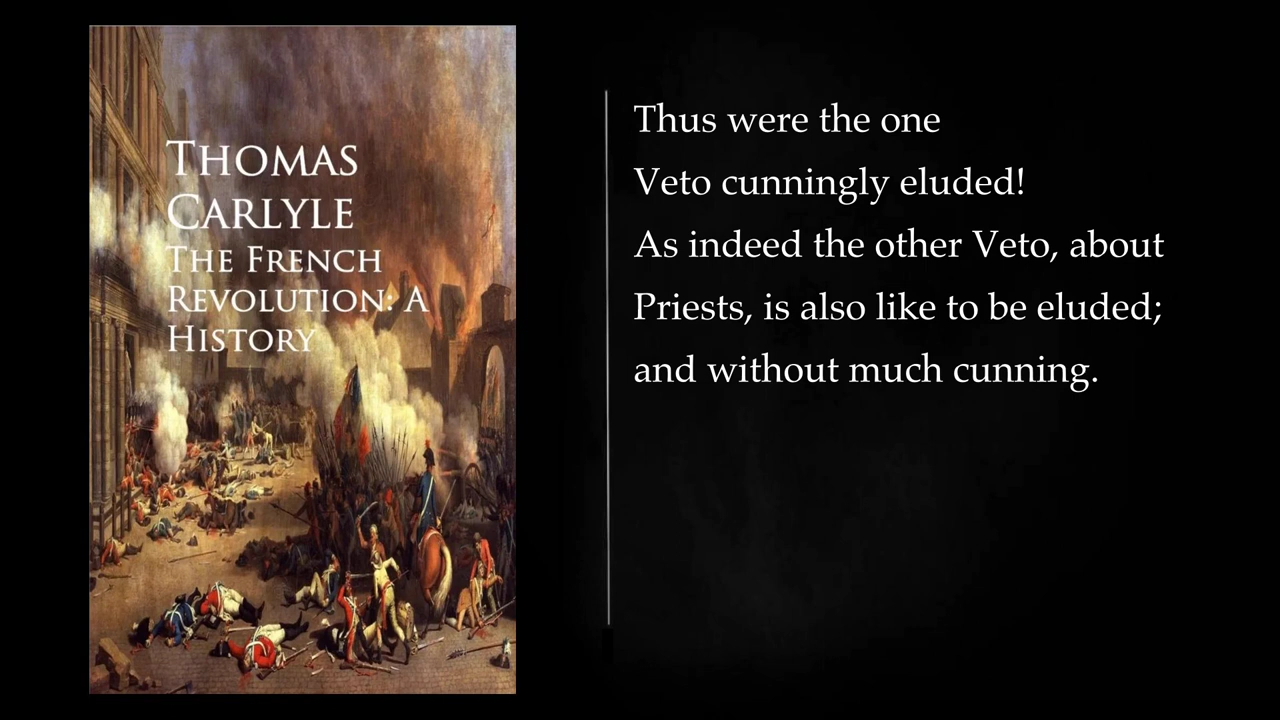 THOMAS
CARLYLE
THE FRENCH
REVOLUTION: A
HISTORY
Thus were the one
Veto cunningly eluded!
As indeed the other Veto, about
Priests, is also like to be eluded;
and without much cunning.